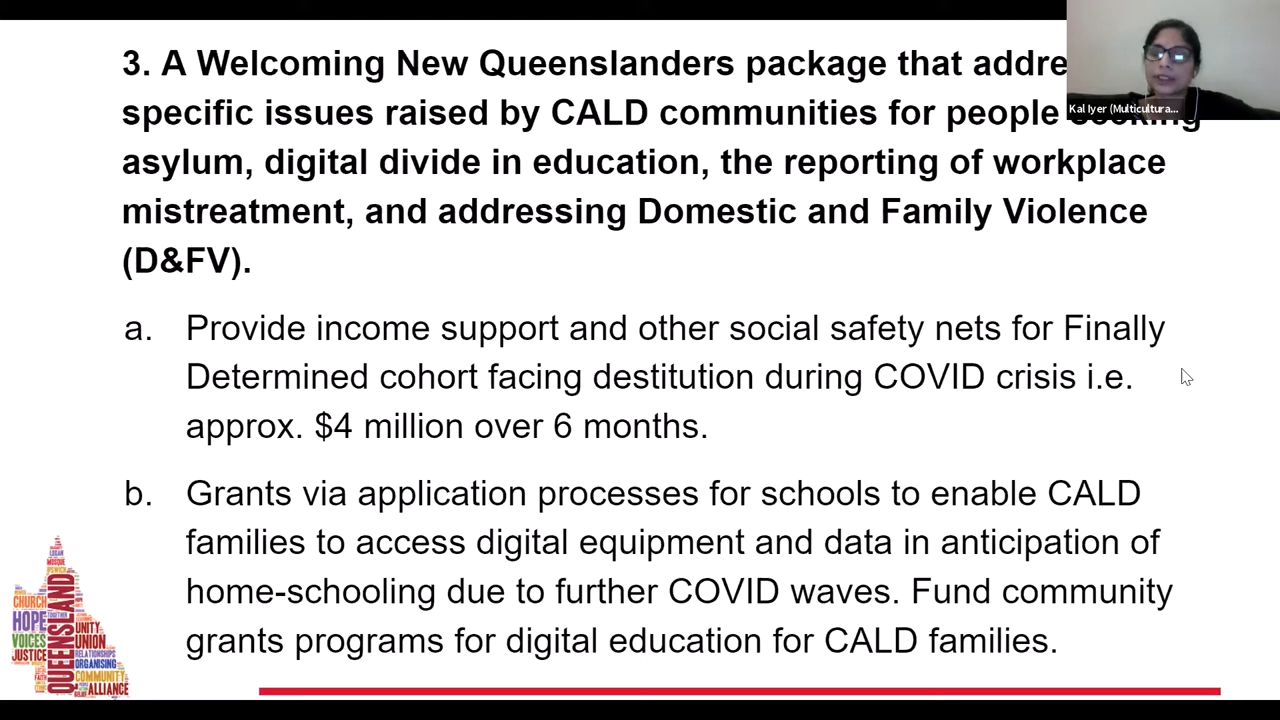 3. A Welcoming New Queenslanders package that addre
specific issues raised by CALD communities for people seeking
asylum, digital divide in education, the reporting of workplace
mistreatment, and addressing Domestic and Family Violence
(D&FV).
Kal Iyer (Multicultura...
a. Provide income support and other social safety nets for Finally
Determined cohort facing destitution during COVID crisis i.e.
approx. $4 million over 6 months.
b. Grants via application processes for schools to enable CALD
families to access digital equipment and data in anticipation of
home-schooling due to further COVID waves. Fund community
grants programs for digital education for CALD families.
LOGAN
MOSQUE
IPSWICH
CHURCH
TOGETHER
HOPE
VOICES
JUSTICE
QUEENSLAND
UNITY
UNION
RELATIONSHIPS
ORGANISING
COMMUNITY
ALLIANCE